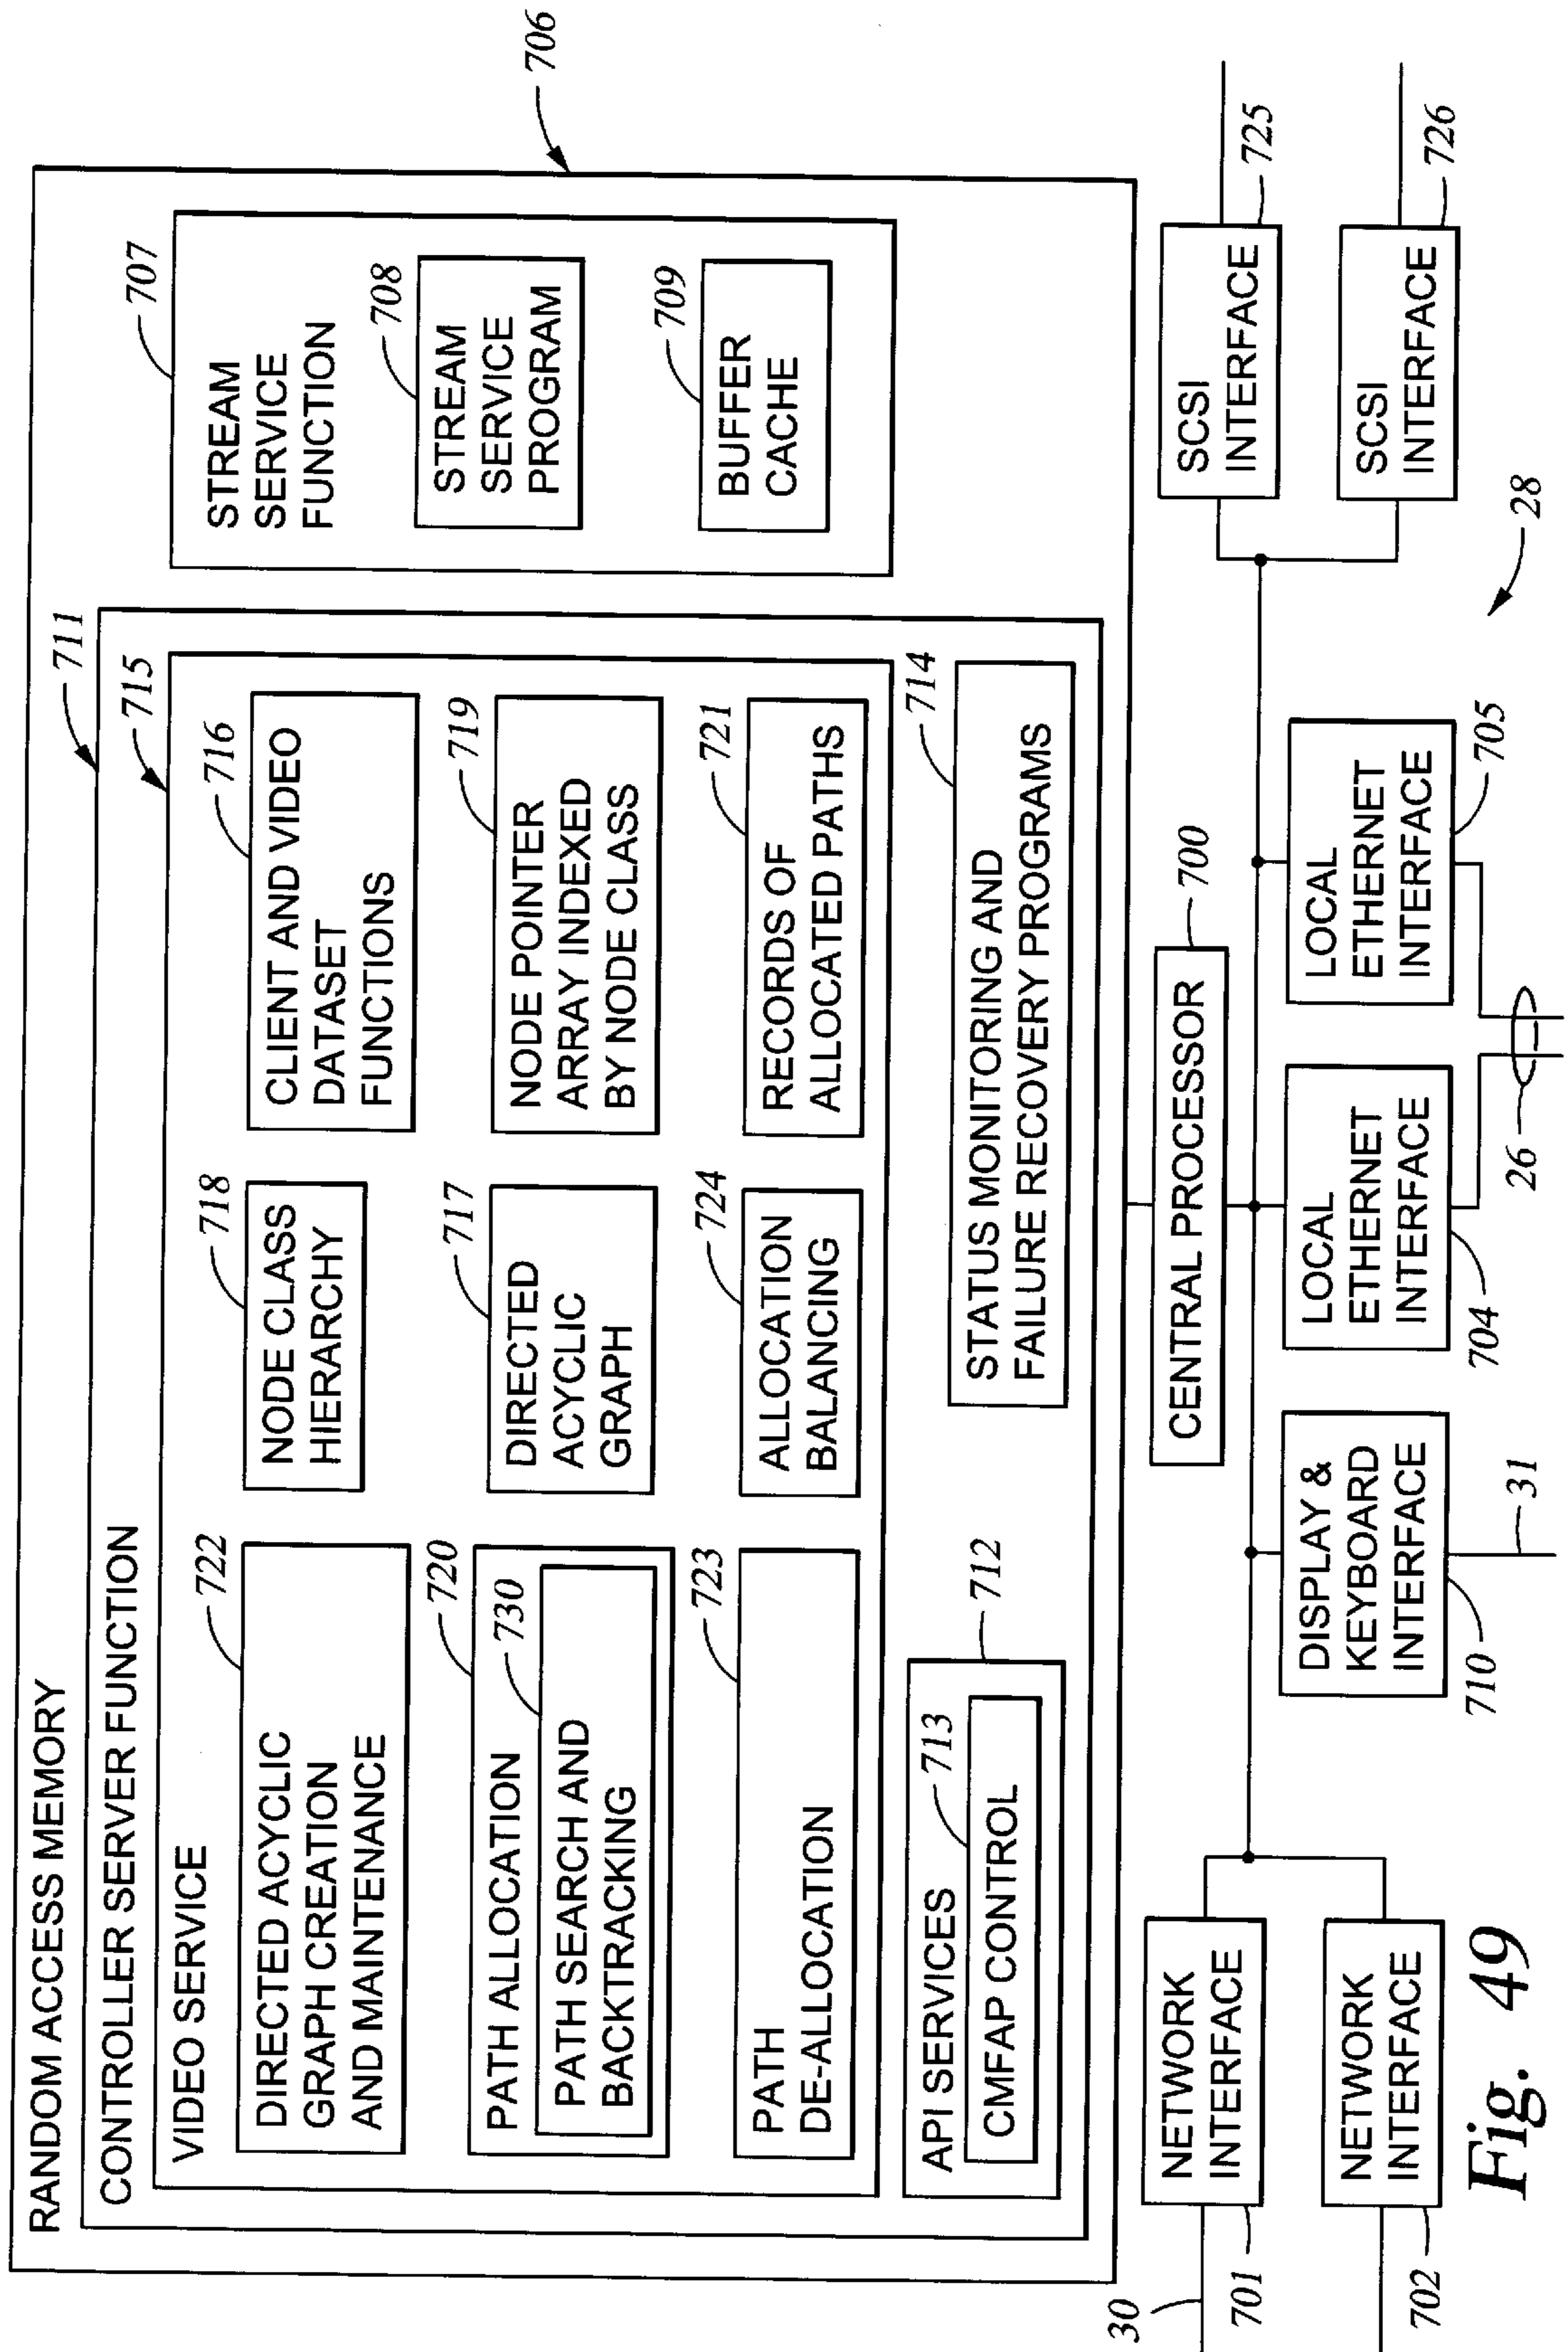 RANDOM ACCESS MEMORY
706
CONTROLLER SERVER FUNCTION
711
VIDEO SERVICE
715
DIRECTED ACYCLIC
GRAPH CREATION
AND MAINTENANCE
722
NODE CLASS
HIERARCHY
718
CLIENT AND VIDEO
DATASET
FUNCTIONS
716
PATH ALLOCATION
720
PATH SEARCH AND
BACKTRACKING
730
DIRECTED
ACYCLIC
GRAPH
717
NODE POINTER
ARRAY INDEXED
BY NODE CLASS
719
PATH
DE-ALLOCATION
723
ALLOCATION
BALANCING
724
RECORDS OF
ALLOCATED PATHS
721
API SERVICES
712
CMFAP CONTROL
713
STATUS MONITORING AND
FAILURE RECOVERY PROGRAMS
714
STREAM
SERVICE
FUNCTION
707
STREAM
SERVICE
PROGRAM
708
BUFFER
CACHE
709
CENTRAL PROCESSOR
700
30
NETWORK
INTERFACE
701
NETWORK
INTERFACE
702
DISPLAY &
KEYBOARD
INTERFACE
710
31
LOCAL
ETHERNET
INTERFACE
704
26
LOCAL
ETHERNET
INTERFACE
705
SCSI
INTERFACE
725
SCSI
INTERFACE
726
28
Fig. 49